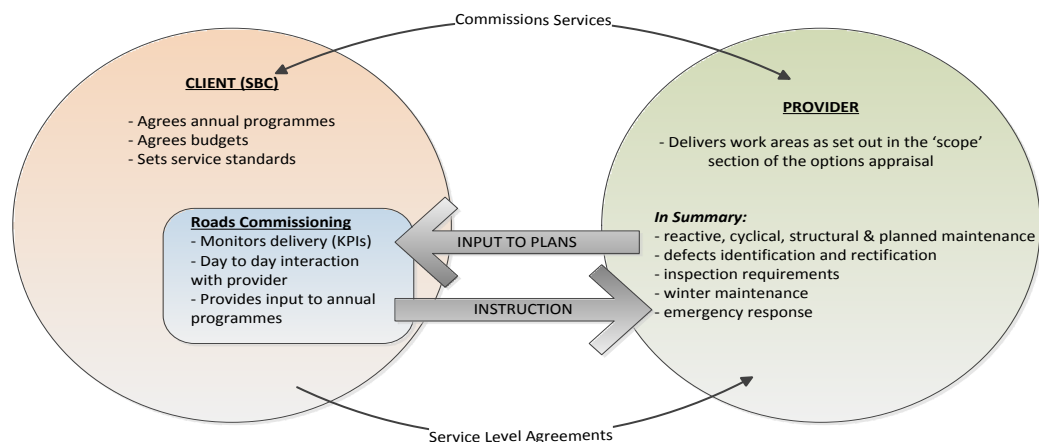 Commissions Services
CLIENT (SBC)
- Agrees annual programmes
- Agrees budgets
- Sets service standards
Roads Commissioning
- Monitors delivery (KPIs)
- Day to day interaction
with provider
- Provides input to annual
programmes
INPUT TO PLANS
INSTRUCTION
PROVIDER
- Delivers work areas as set out in the ‘scope’
section of the options appraisal
In Summary:
- reactive, cyclical, structural & planned maintenance
- defects identification and rectification
- inspection requirements
- winter maintenance
- emergency response
Service Level Agreements